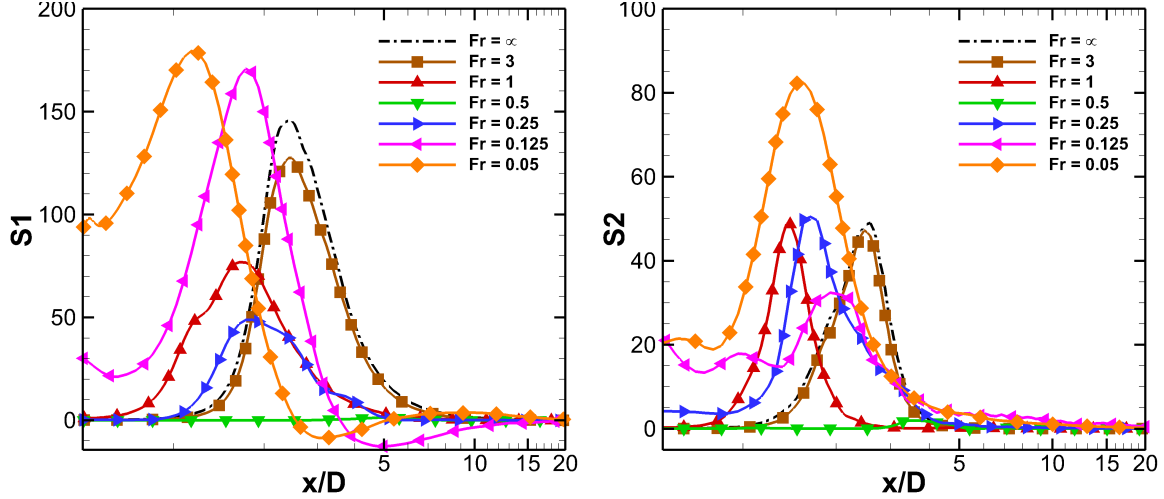 200
150
100
50
0
S1
5
10
15
20
x/D
Fr = ∞
Fr = 3
Fr = 1
Fr = 0.5
Fr = 0.25
Fr = 0.125
Fr = 0.05
100
80
60
40
20
0
S2
5
10
15
20
x/D
Fr = ∞
Fr = 3
Fr = 1
Fr = 0.5
Fr = 0.25
Fr = 0.125
Fr = 0.05